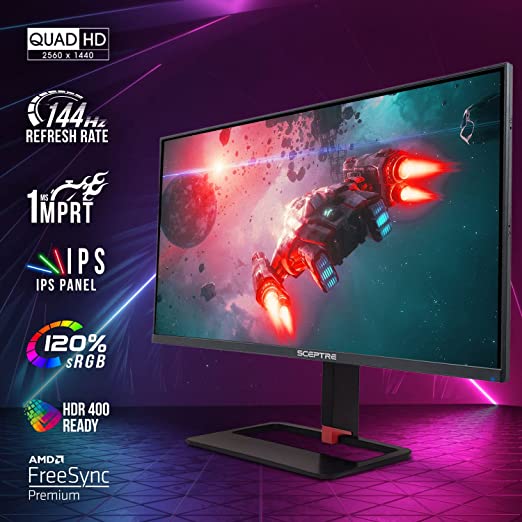 QUAD HD
2560 x 1440
144Hz
REFRESH RATE
1MS MPRT
IPS
IPS PANEL
120%
sRGB
HDR 400
READY
AMD
FreeSync
Premium
SCEPTRE